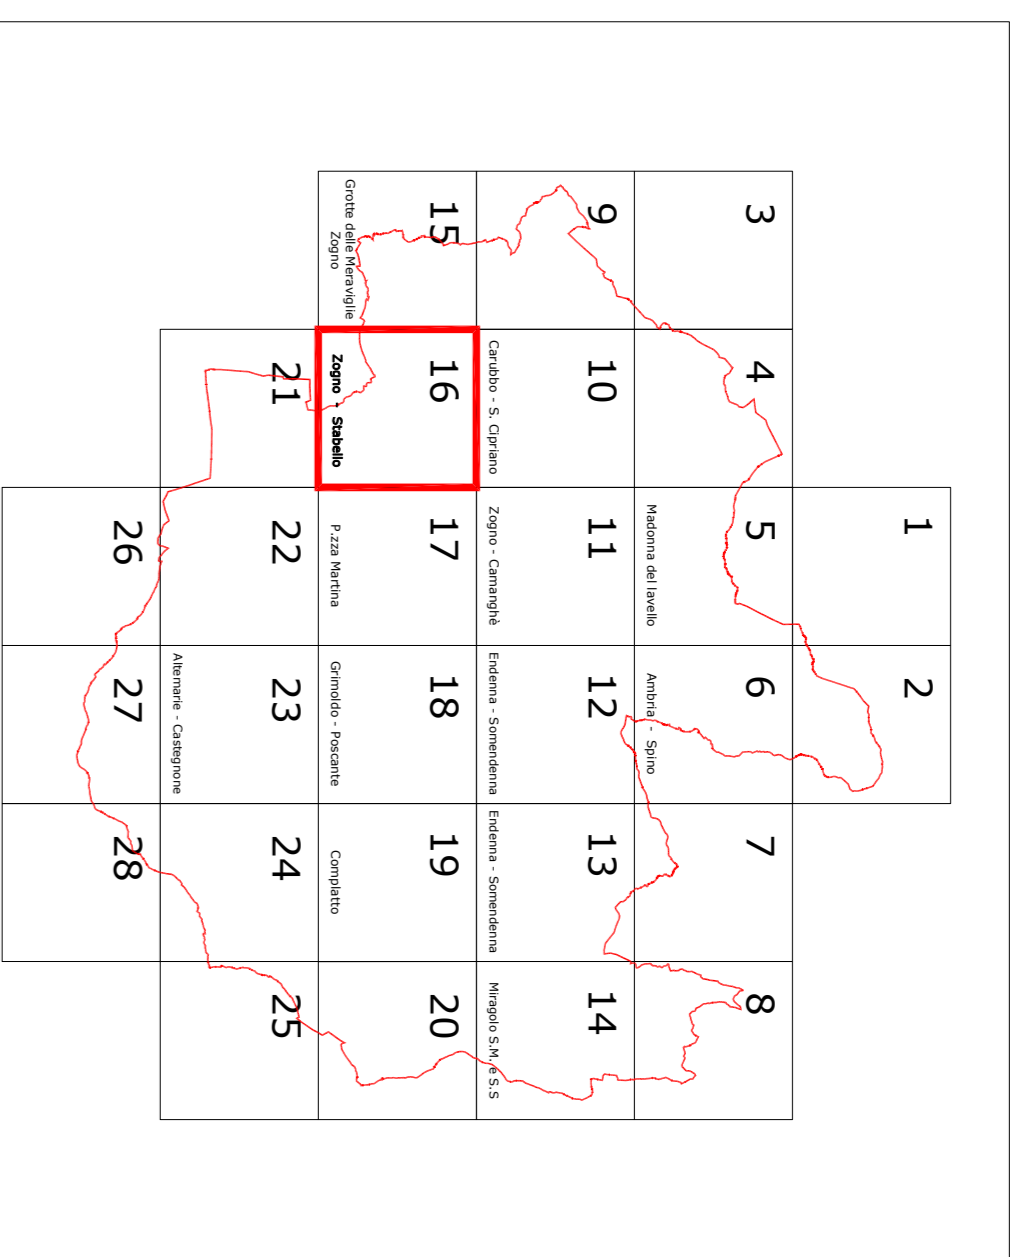 1
2
3
4
5
Madonna del lavello
6
Ambria - Spino
7
8
9
10
Carubbo - S. Cipriano
11
Zogno - Camanghè
12
Endenna - Somendenna
13
Endenna - Somendenna
14
Miragolo S.M. e S.S
15
Grotte delle Meraviglie
Zogno
16
Zogno - Stabello
17
P.zza Martina
18
Grimoldo - Poscante
19
Complatto
20
21
22
23
Altemarie - Castegnone
24
25
26
27
28